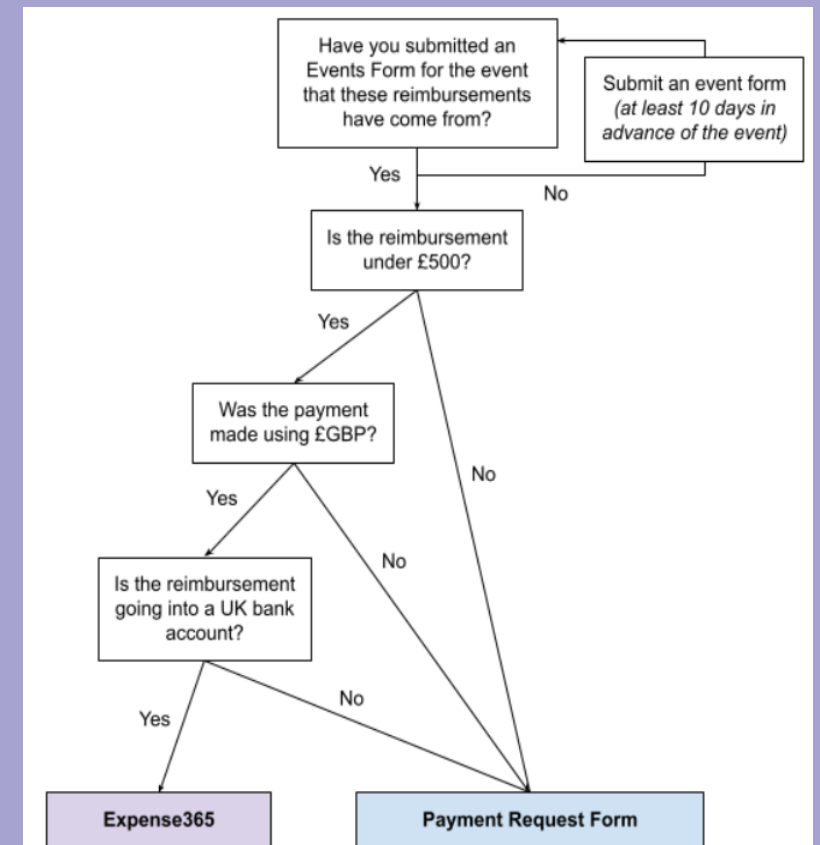 Have you submitted an
Events Form for the event
that these reimbursements
have come from?
Submit an event form
(at least 10 days in
advance of the event)
Yes
No
Is the reimbursement
under £500?
Yes
No
Was the payment
made using £GBP?
Yes
No
Is the reimbursement
going into a UK bank
account?
Yes
No
Expense365
Payment Request Form